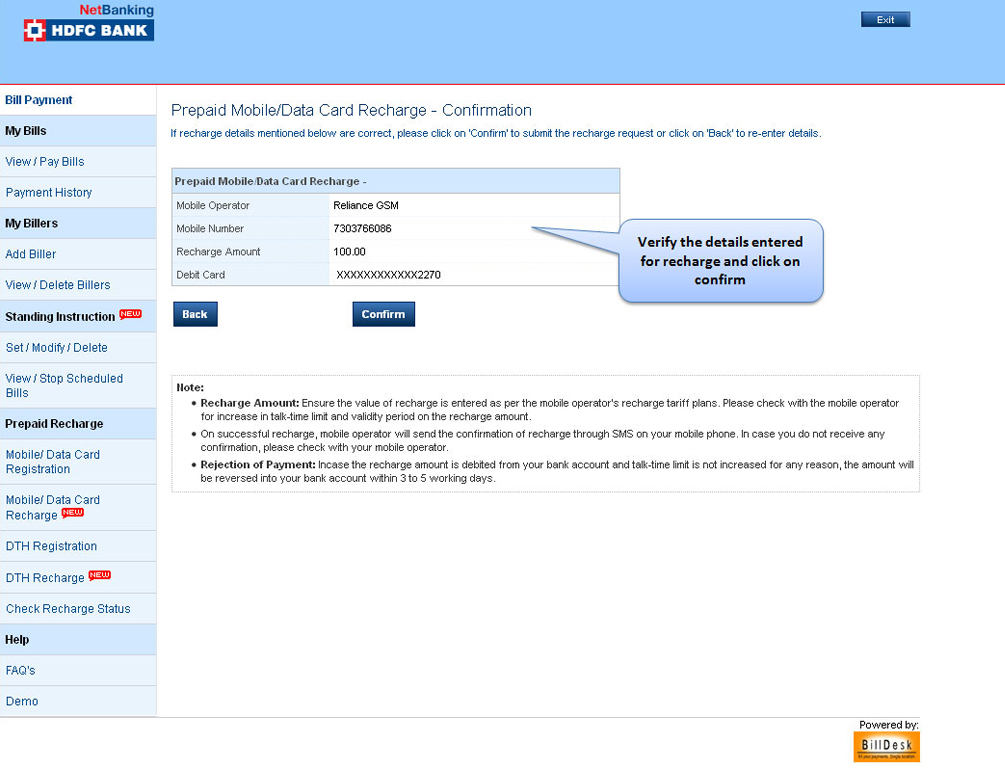 NetBanking
HDFC BANK
Exit
Bill Payment
My Bills
View / Pay Bills
Payment History
My Billers
Add Biller
View / Delete Billers
Standing Instruction NEW
Set / Modify / Delete
View / Stop Scheduled
Bills
Prepaid Recharge
Mobile/ Data Card
Registration
Mobile/ Data Card
Recharge NEW
DTH Registration
DTH Recharge NEW
Check Recharge Status
Help
FAQ's
Demo
Prepaid Mobile/Data Card Recharge - Confirmation
If recharge details mentioned below are correct, please click on 'Confirm' to submit the recharge request or click on 'Back' to re-enter details.
Prepaid Mobile/Data Card Recharge -
Mobile Operator Reliance GSM
Mobile Number 7303766086
Recharge Amount 100.00
Debit Card XXXXXXXXXXXX2270
Verify the details entered
for recharge and click on
confirm
Back Confirm
Note:
• Recharge Amount: Ensure the value of recharge is entered as per the mobile operator's recharge tariff plans. Please check with the mobile operator
for increase in talk-time limit and validity period on the recharge amount.
• On successful recharge, mobile operator will send the confirmation of recharge through SMS on your mobile phone. In case you do not receive any
confirmation, please check with your mobile operator.
• Rejection of Payment: Incase the recharge amount is debited from your bank account and talk-time limit is not increased for any reason, the amount will
be reversed into your bank account within 3 to 5 working days.
Powered by:
BillDesk
All your payments. Single location